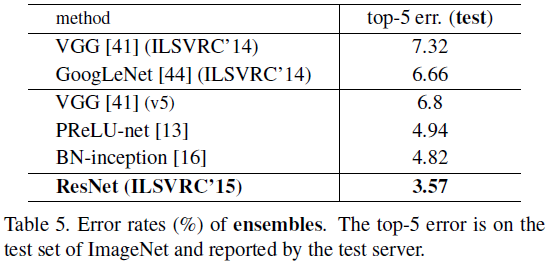 method top-5 err. (test)
VGG [41] (ILSVRC’14) 7.32
GoogLeNet [44] (ILSVRC’14) 6.66
VGG [41] (v5) 6.8
PReLU-net [13] 4.94
BN-inception [16] 4.82
ResNet (ILSVRC’15) 3.57
Table 5. Error rates (%) of ensembles. The top-5 error is on the
test set of ImageNet and reported by the test server.